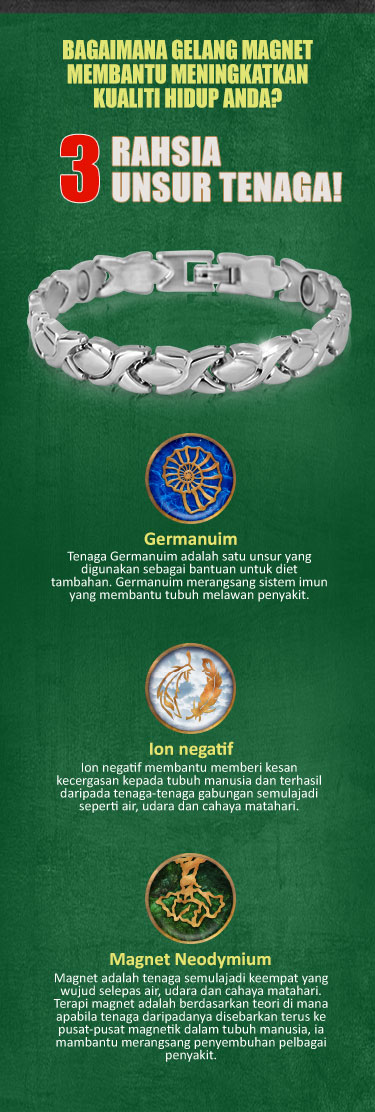 BAGAIMANA GELANG MAGNET
MEMBANTU MENINGKATKAN
KUALITI HIDUP ANDA?
3 RAHSIA
UNSUR TENAGA!
Germanuim
Tenaga Germanuim adalah satu unsur yang
digunakan sebagai bantuan untuk diet
tambahan. Germanuim merangsang sistem imun
yang membantu tubuh melawan penyakit.
Ion negatif
Ion negatif membantu memberi kesan
kecergasan kepada tubuh manusia dan terhasil
daripada tenaga-tenaga gabungan semulajadi
seperti air, udara dan cahaya matahari.
Magnet Neodymium
Magnet adalah tenaga semulajadi keempat yang
wujud selepas air, udara dan cahaya matahari.
Terapi magnet adalah berdasarkan teori di mana
apabila tenaga daripadanya disebarkan terus ke
pusat-pusat magnetik dalam tubuh manusia, ia
mambantu merangsang penyembuhan pelbagai
penyakit.